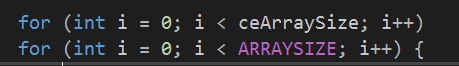 for (int i = 0; i < ceArraySize; i++)
for (int i = 0; i < ARRAYSIZE; i++) {